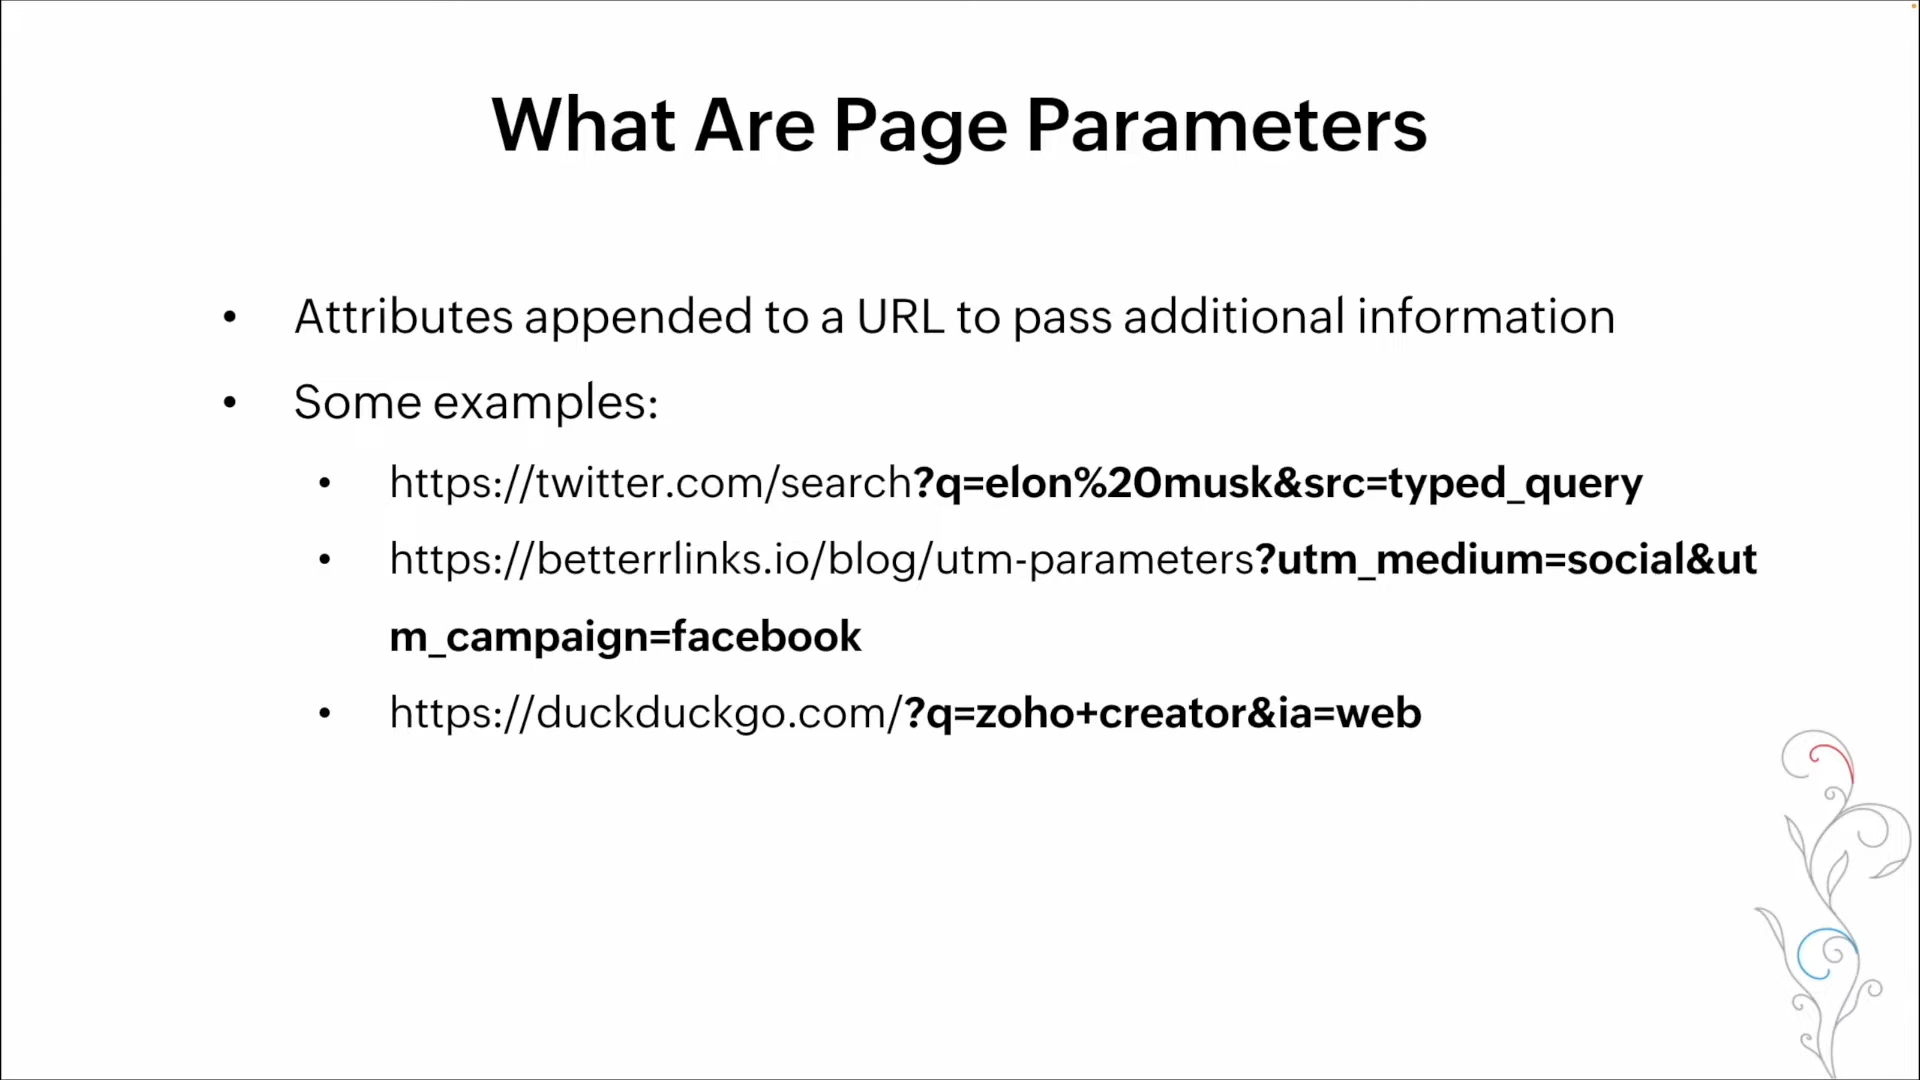 What Are Page Parameters
• Attributes appended to a URL to pass additional information
• Some examples:
• https://twitter.com/search?q=elon%20musk&src=typed_query
• https://betterrlinks.io/blog/utm-parameters?utm_medium=social&ut
m_campaign=facebook
• https://duckduckgo.com/?q=zoho+creator&ia=web